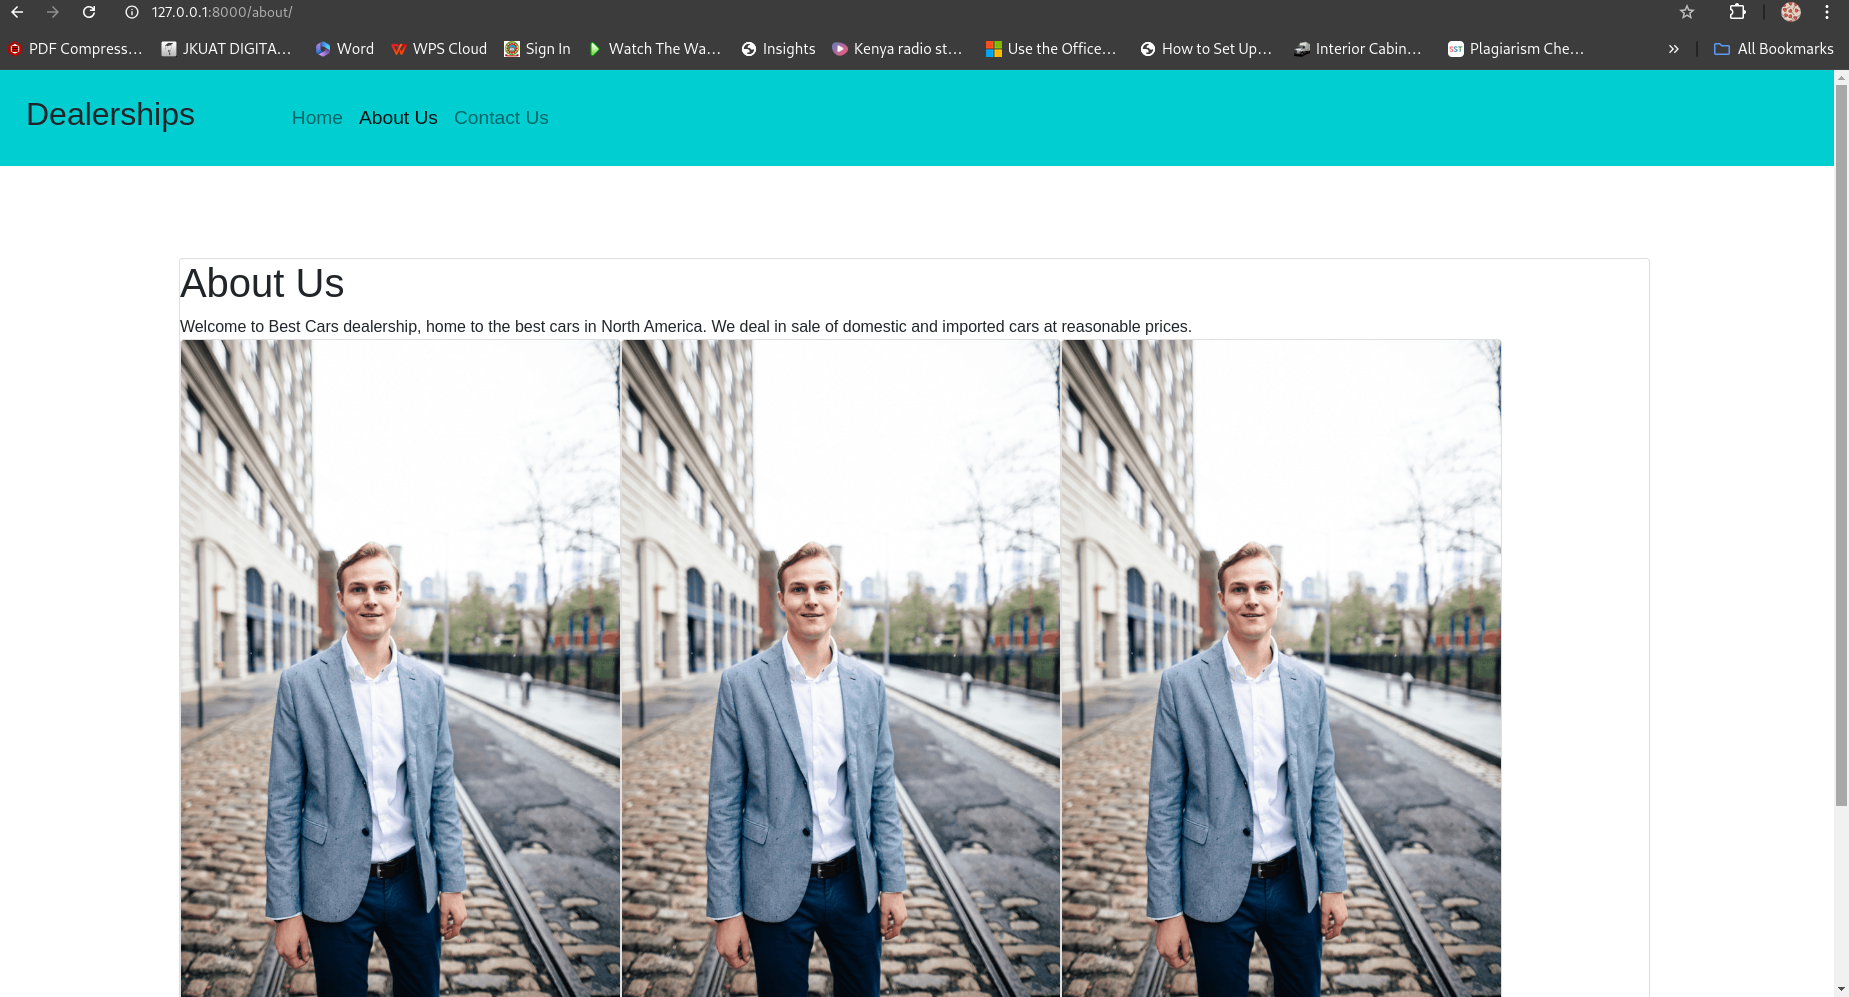 127.0.0.1:8000/about/
PDF Compress… JKUAT DIGITA… Word WPS Cloud Sign In Watch The Wa… Insights Kenya radio st… Use the Office… How to Set Up… Interior Cabin… SST Plagiarism Che… » All Bookmarks
Dealerships Home About Us Contact Us
About Us
Welcome to Best Cars dealership, home to the best cars in North America. We deal in sale of domestic and imported cars at reasonable prices.